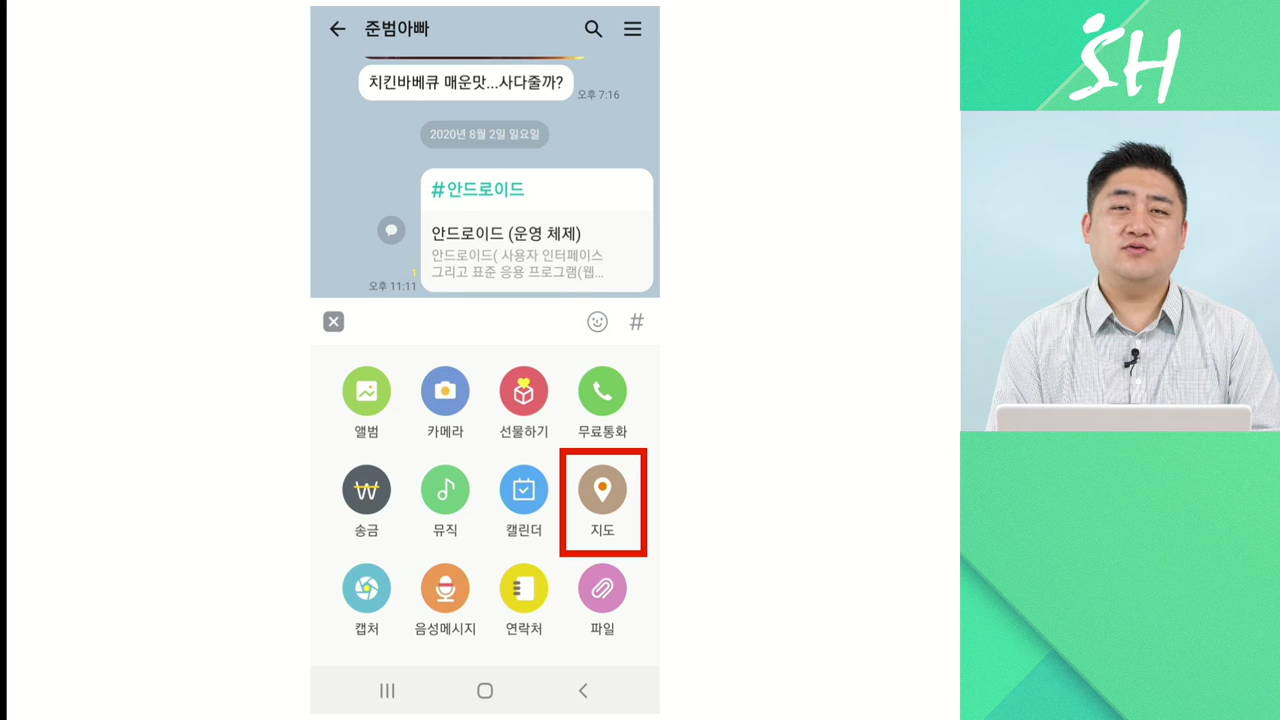 준범아빠
치킨바베큐 매운맛...사다줄까?
오후 7:16
2020년 8월 2일 일요일
#안드로이드
안드로이드 (운영 체제)
안드로이드( 사용자 인터페이스
그리고 표준 응용 프로그램(웹...
1
오후 11:11
#
앨범
카메라
선물하기
무료통화
송금
뮤직
캘린더
지도
캡처
음성메시지
연락처
파일
SH